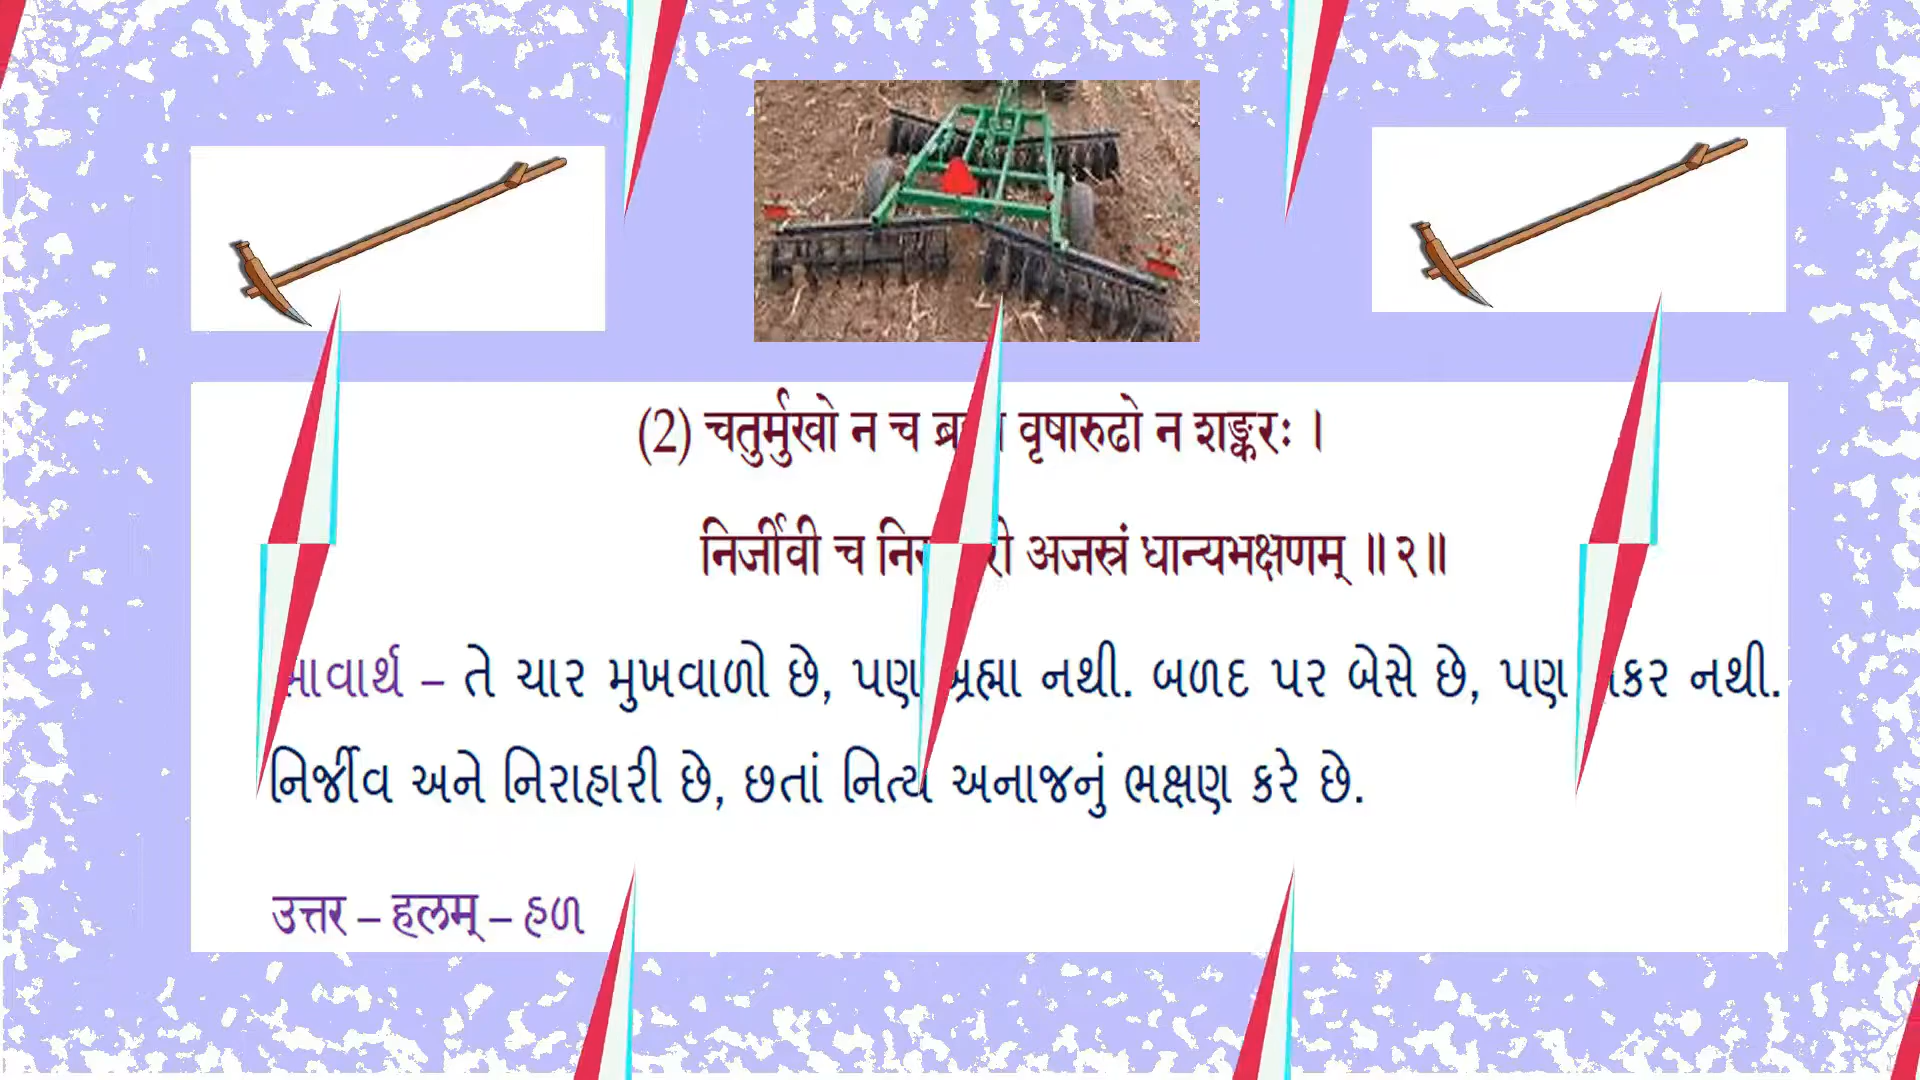 (2) चतुर्मुखो न च वृषारुढो न शङ्करः ।
निर्जीवी च अजस्रं धान्यभक्षणम् ॥२॥
– તે ચાર મુખવાળો છે, પણ બ્રહ્મા નથી. બળદ પર બેસે છે, પણ નથી.
નિર્જીવ અને નિરાહારી છે, છતાં નિત્ય અનાજનું ભક્ષણ કરે છે.
उत्तर – हलम् – હળ